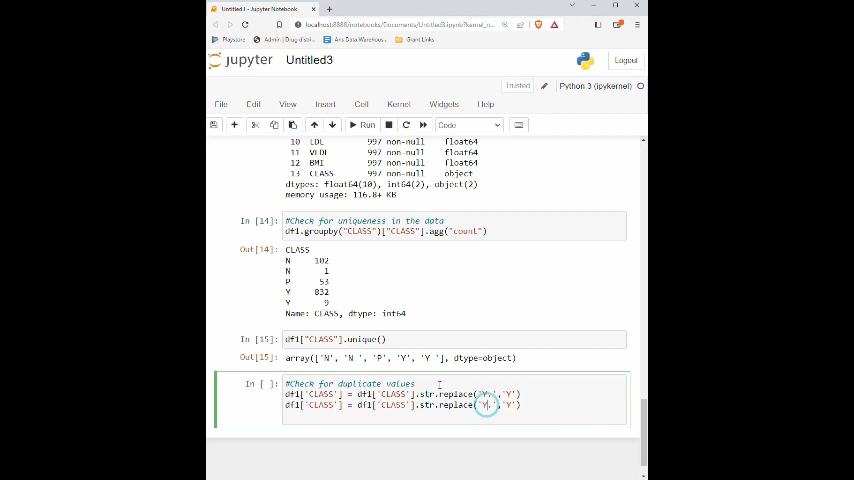 Untitled3 - Jupyter Notebook
localhost:8888/notebooks/Documents/Untitled3.ipynb?kernel_n...
Playstore
Admin | Drug-distri...
Ans Data Warehous...
Grant Links
jupyter
Untitled3
Logout
Trusted
Python 3 (ipykernel)
File Edit View Insert Cell Kernel Widgets Help
Run
Code
10 LDL 997 non-null float64
11 VLDL 997 non-null float64
12 BMI 997 non-null float64
13 CLASS 997 non-null object
dtypes: float64(10), int64(2), object(2)
memory usage: 116.8+ KB
In [14]: #Check for uniqueness in the data
df1.groupby("CLASS")["CLASS"].agg("count")
Out[14]: CLASS
N 102
N 1
P 53
Y 832
Y 9
Name: CLASS, dtype: int64
In [15]: df1["CLASS"].unique()
Out[15]: array(['N', 'N ', 'P', 'Y', 'Y '], dtype=object)
In [ ]: #Check for duplicate values
df1['CLASS'] = df1['CLASS'].str.replace('Y ','Y')
df1['CLASS'] = df1['CLASS'].str.replace('Y ','Y')